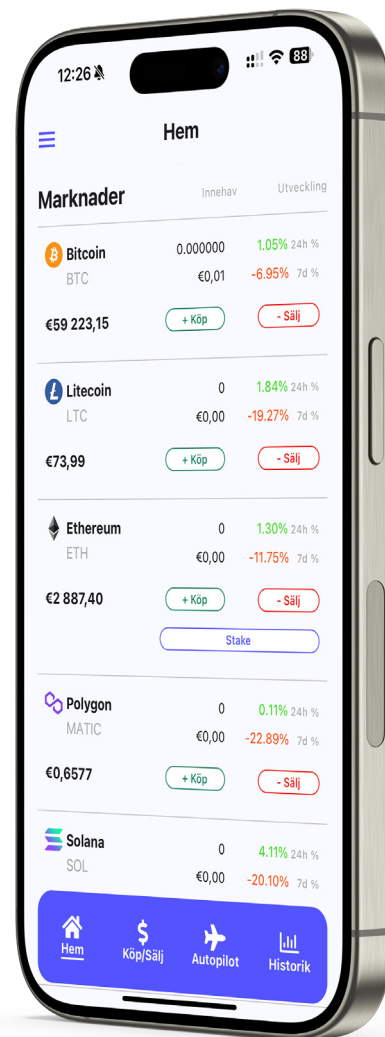 12:26 88
Hem
Marknader Innehav Utveckling
Bitcoin 0.000000 1.05% 24h %
BTC €0,01 -6.95% 7d %
€59 223,15 + Köp - Sälj
Litecoin 0 1.84% 24h %
LTC €0,00 -19.27% 7d %
€73,99 + Köp - Sälj
Ethereum 0 1.30% 24h %
ETH €0,00 -11.75% 7d %
€2 887,40 + Köp - Sälj
Stake
Polygon 0 0.11% 24h %
MATIC €0,00 -22.89% 7d %
€0,6577 + Köp - Sälj
Solana 0 4.11% 24h %
SOL €0,00 -20.10% 7d %
Hem Köp/Sälj Autopilot Historik